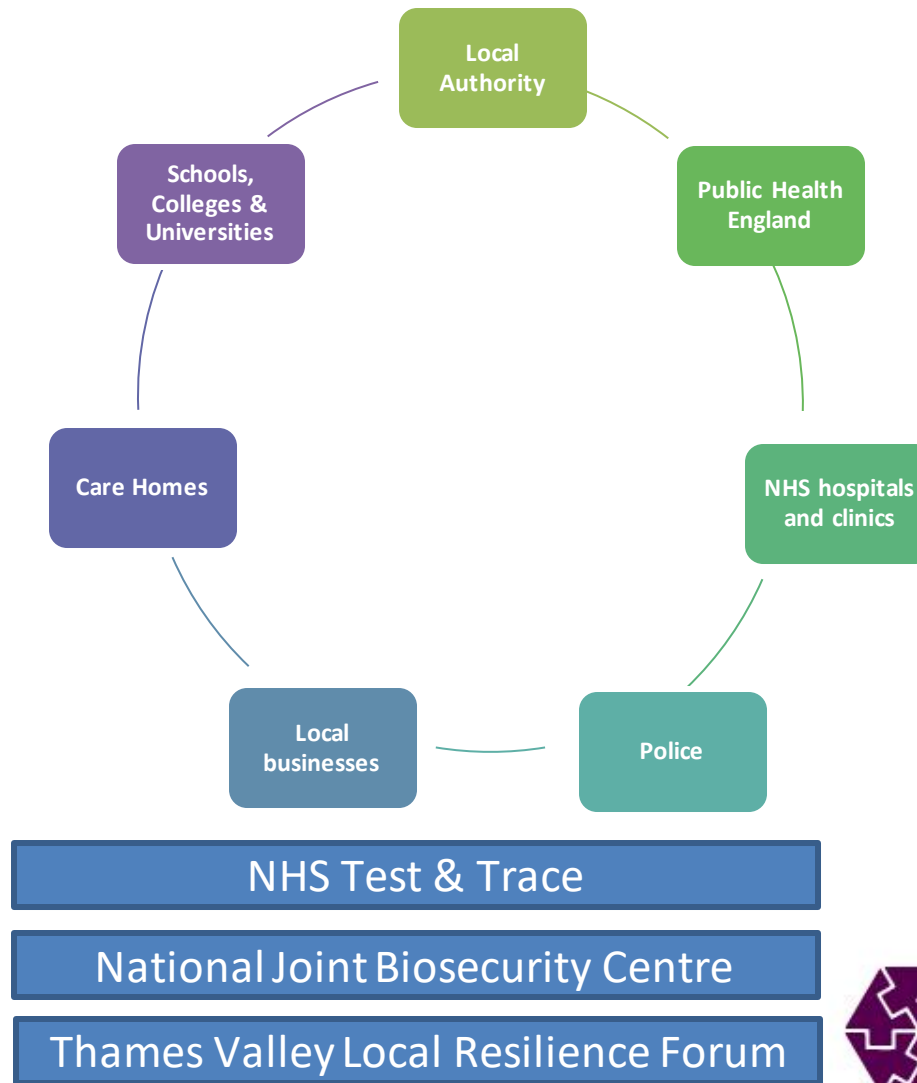 Local
Authority
Public Health
England
NHS hospitals
and clinics
Police
Local
businesses
Care Homes
Schools,
Colleges &
Universities
NHS Test & Trace
National Joint Biosecurity Centre
Thames Valley Local Resilience Forum